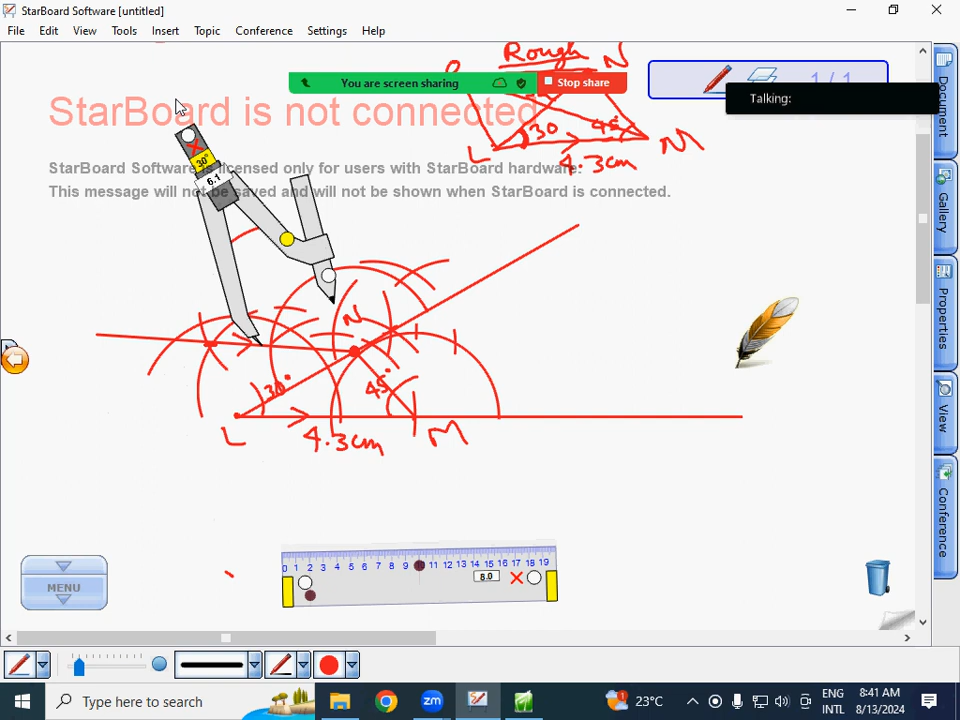 StarBoard Software [untitled]
File Edit View Tools Insert Topic Conference Settings Help
Rough N
You are screen sharing Stop share
1 / 1
Talking:
StarBoard is not connected
30 45
L M
4.3cm
StarBoard Software is licensed only for users with StarBoard hardware.
This message will not be saved and will not be shown when StarBoard is connected.
30°
6.1
N
30° 45°
L 4.3cm M
0 1 2 3 4 5 6 7 8 9 10 11 12 13 14 15 16 17 18 19
8.0
MENU
Document
Gallery
Properties
View
Conference
Type here to search
23°C
ENG
INTL
8:41 AM
8/13/2024